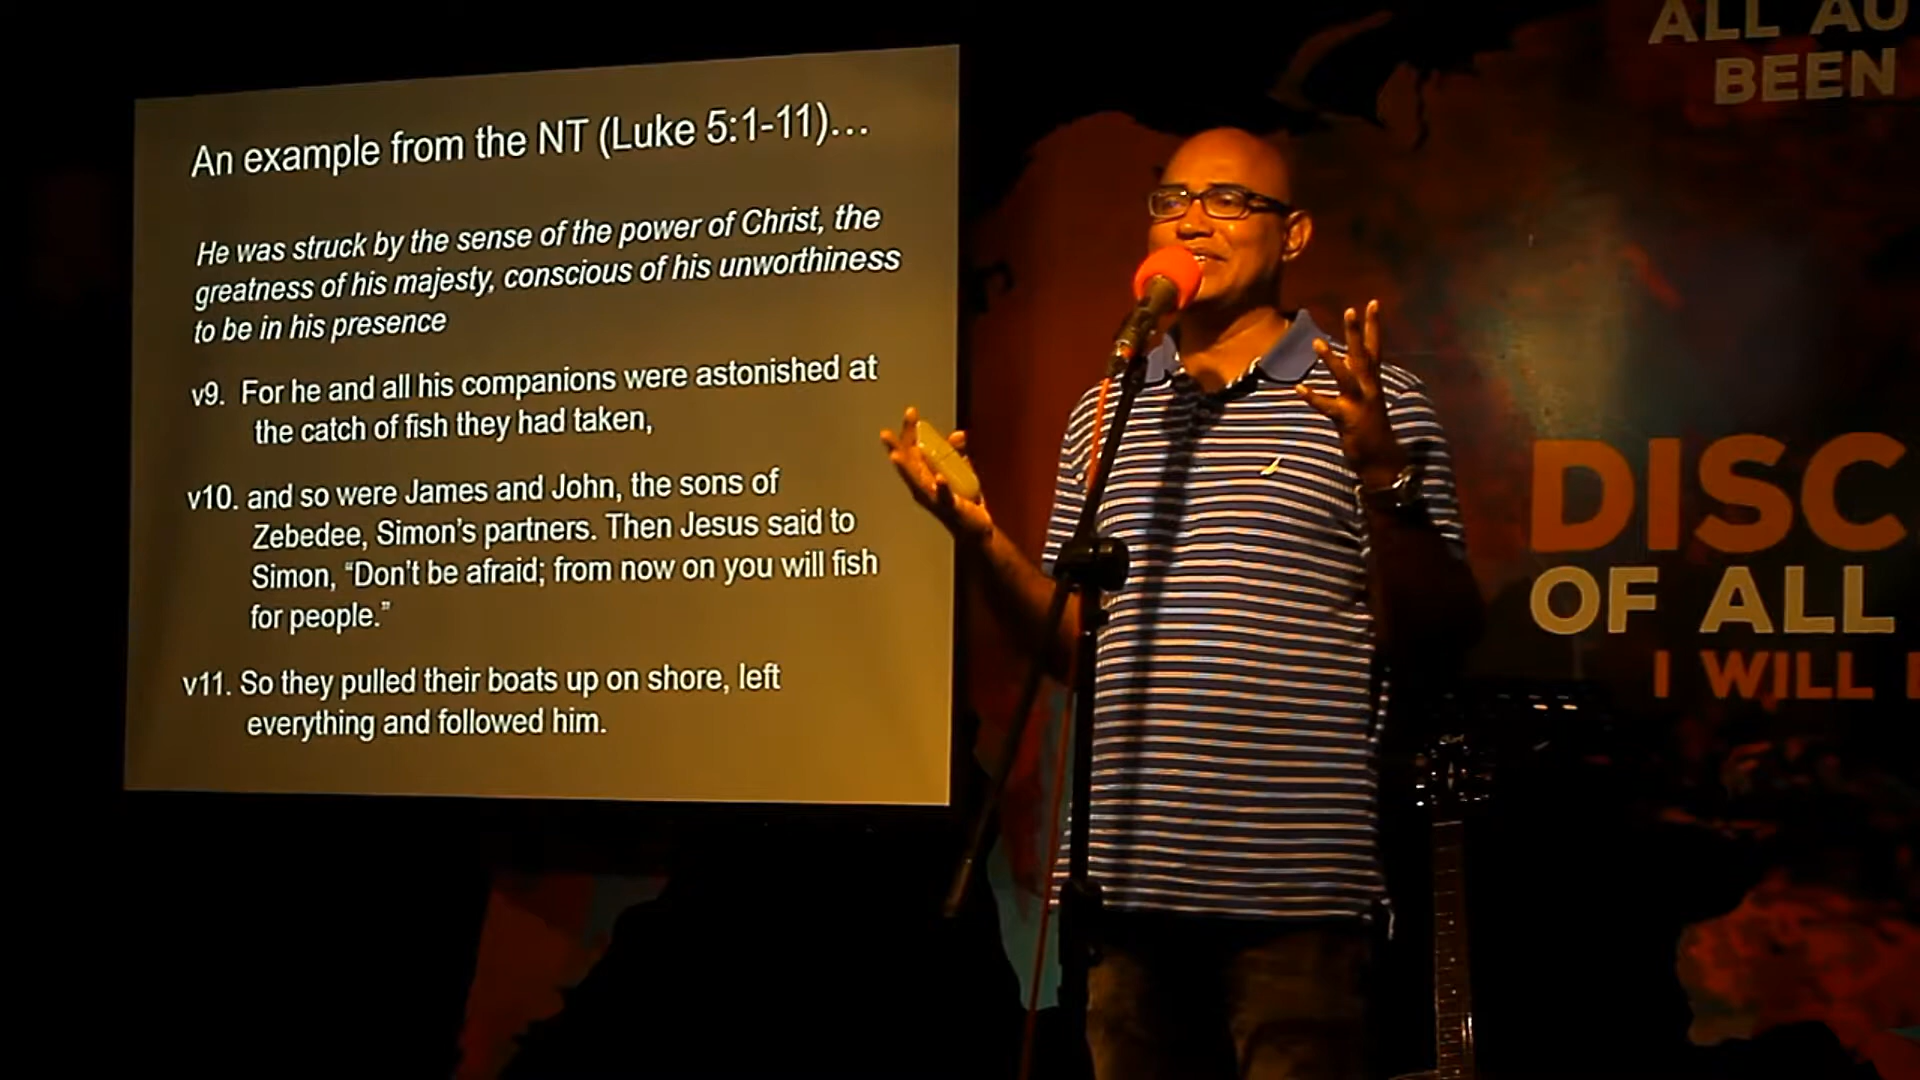 An example from the NT (Luke 5:1-11)...
He was struck by the sense of the power of Christ, the
greatness of his majesty, conscious of his unworthiness
to be in his presence
v9. For he and all his companions were astonished at
the catch of fish they had taken,
v10. and so were James and John, the sons of
Zebedee, Simon's partners. Then Jesus said to
Simon, “Don't be afraid; from now on you will fish
for people.”
v11. So they pulled their boats up on shore, left
everything and followed him.
ALL AU
BEEN
DISC
OF ALL
I WILL